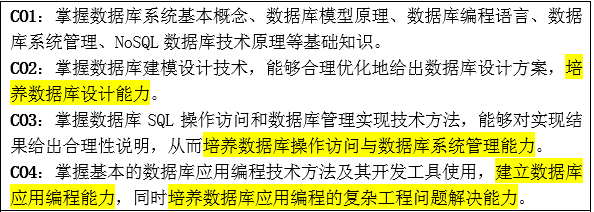 CO1：掌握数据库系统基本概念、数据库模型原理、数据库编程语言、数据
库系统管理、NoSQL 数据库技术原理等基础知识。
CO2：掌握数据库建模设计技术，能够合理优化地给出数据库设计方案，培
养数据库设计能力。
CO3：掌握数据库 SQL 操作访问和数据库管理实现技术方法，能够对实现结
果给出合理性说明，从而培养数据库操作访问与数据库系统管理能力。
CO4：掌握基本的数据库应用编程技术方法及其开发工具使用，建立数据库
应用编程能力，同时培养数据库应用编程的复杂工程问题解决能力。